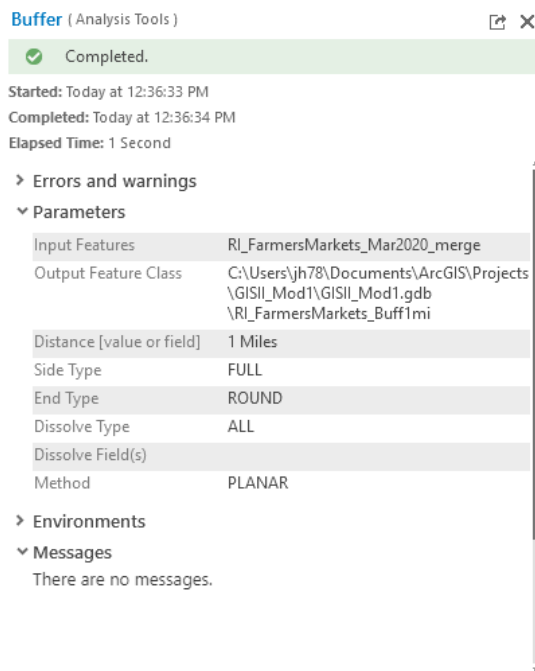 Buffer ( Analysis Tools )
Completed.
Started: Today at 12:36:33 PM
Completed: Today at 12:36:34 PM
Elapsed Time: 1 Second
Errors and warnings
Parameters
Input Features RI_FarmersMarkets_Mar2020_merge
Output Feature Class C:\Users\jh78\Documents\ArcGIS\Projects
\GISII_Mod1\GISII_Mod1.gdb
\RI_FarmersMarkets_Buff1mi
Distance [value or field] 1 Miles
Side Type FULL
End Type ROUND
Dissolve Type ALL
Dissolve Field(s)
Method PLANAR
Environments
Messages
There are no messages.